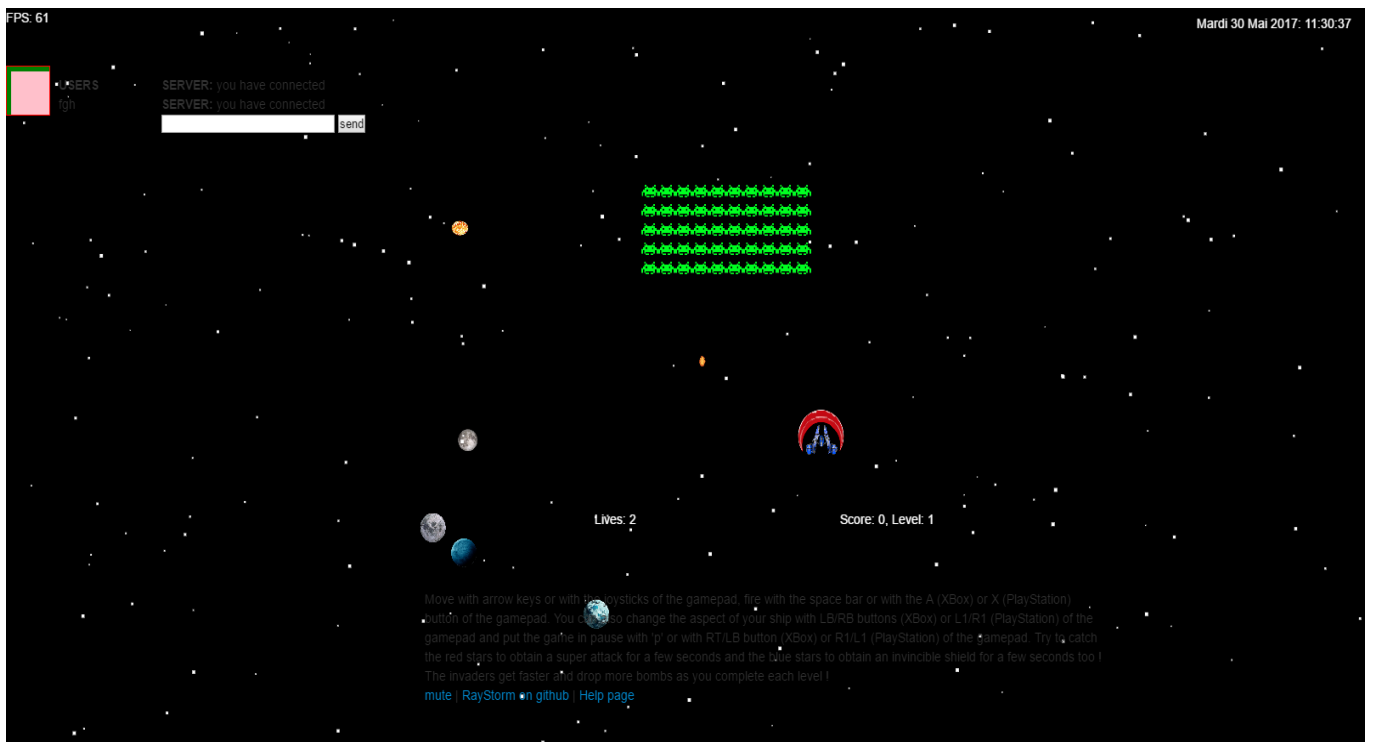 FPS: 61
Mardi 30 Mai 2017: 11:30:37
USERS
fgh
SERVER: you have connected
SERVER: you have connected
send
Lives: 2
Score: 0, Level: 1
Move with arrow keys or with the joysticks of the gamepad, fire with the space bar or with the A (XBox) or X (PlayStation)
button of the gamepad. You can also change the aspect of your ship with LB/RB buttons (XBox) or L1/R1 (PlayStation) of the
gamepad and put the game in pause with 'p' or with RT/LB button (XBox) or R1/L1 (PlayStation) of the gamepad. Try to catch
the red stars to obtain a super attack for a few seconds and the blue stars to obtain an invincible shield for a few seconds too !
The invaders get faster and drop more bombs as you complete each level !
mute | RayStorm on github | Help page